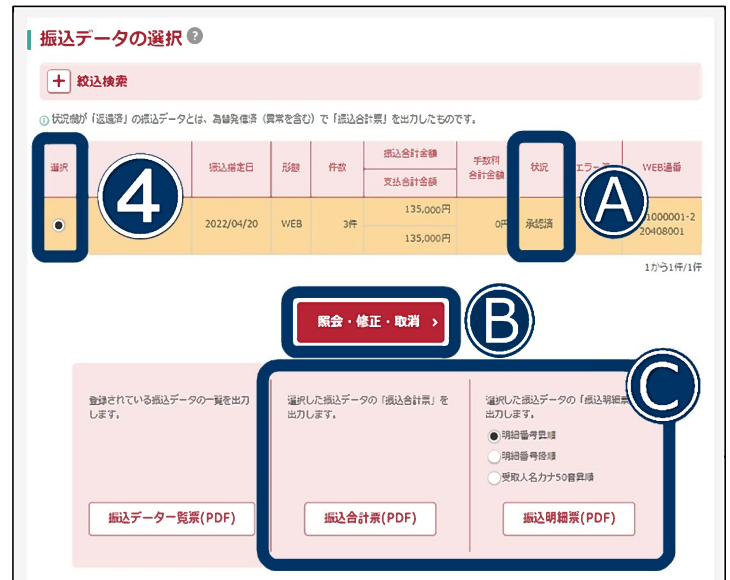 振込データの選択 ?
+ 絞込検索
状況欄が「返還済」の振込データとは、為替発信済（異常を含む）で「振込合計票」を出力したものです。
選択
4
振込指定日
形態
件数
振込合計金額
支払合計金額
手数料
合計金額
状況
A
WEB通番
2022/04/20
WEB
3件
135,000円
135,000円
0円
承認済
1000001-2
20408001
1から1件/1件
照会・修正・取消 >
B
C
登録されている振込データの一覧を出力
します。
振込データ一覧票(PDF)
選択した振込データの「振込合計票」を
出力します。
振込合計票(PDF)
選択した振込データの「振込明細
出力します。
明細番号昇順
明細番号降順
受取人名カナ50音昇順
振込明細票(PDF)